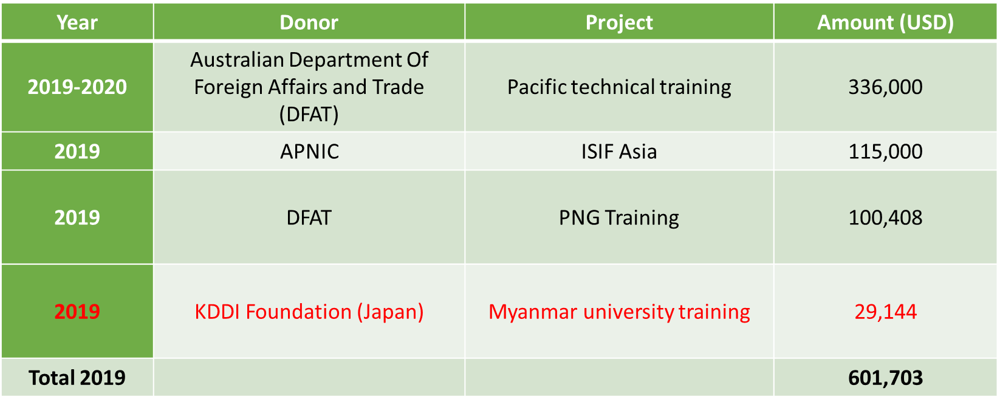 Year Donor Project Amount (USD)
2019-2020 Australian Department Of Foreign Affairs and Trade (DFAT) Pacific technical training 336,000
2019 APNIC ISIF Asia 115,000
2019 DFAT PNG Training 100,408
2019 KDDI Foundation (Japan) Myanmar university training 29,144
Total 2019 601,703